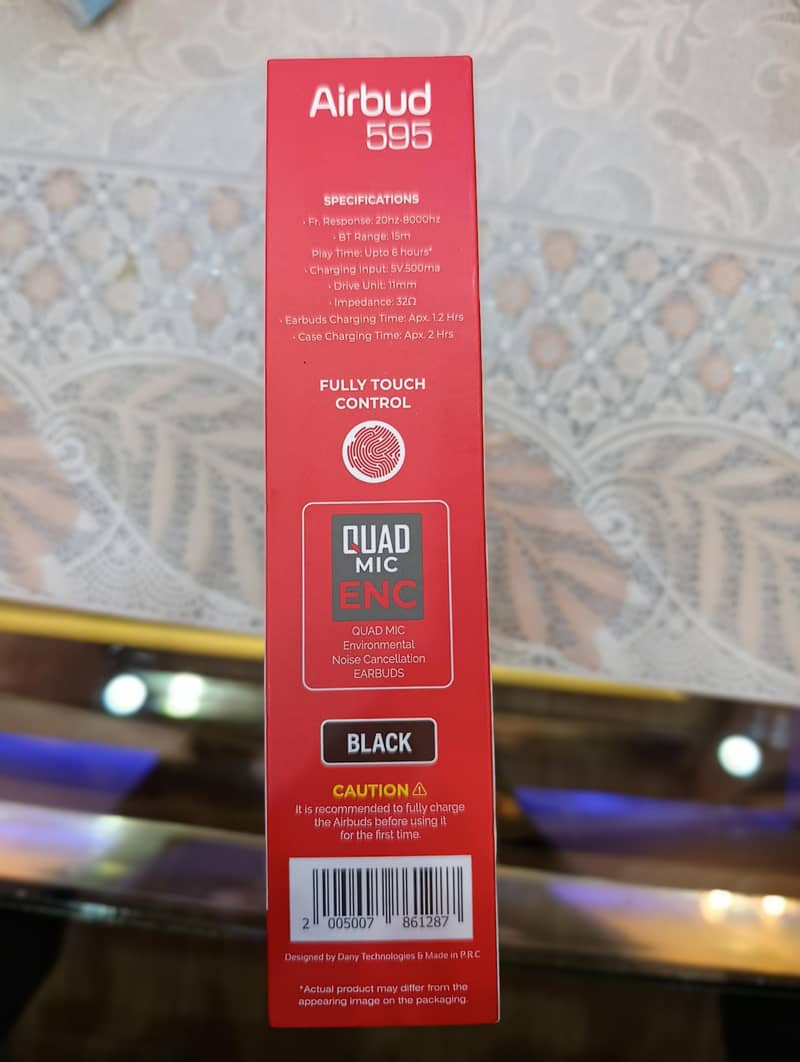 Airbud
595
SPECIFICATIONS
• Fr. Response: 20hz-8000hz
• BT Range: 15m
Play Time: Upto 6 hours*
• Charging Input: 5V,500ma
• Drive Unit: 11mm
• Impedance: 32Ω
• Earbuds Charging Time: Apx. 1.2 Hrs
• Case Charging Time: Apx. 2 Hrs
FULLY TOUCH
CONTROL
QUAD
MIC
ENC
QUAD MIC
Environmental
Noise Cancellation
EARBUDS
BLACK
CAUTION ⚠
It is recommended to fully charge
the Airbuds before using it
for the first time.
2 005007 861287
Designed by Dany Technologies & Made in P.R.C
*Actual product may differ from the
appearing image on the packaging.